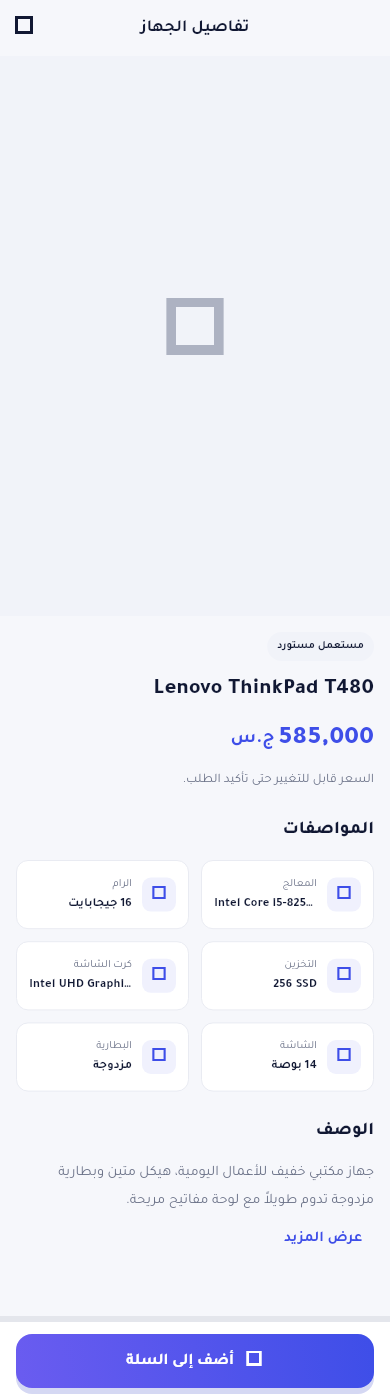 تفاصيل الجهاز
مستعمل مستورد
Lenovo ThinkPad T480
585,000 ج.س
السعر قابل للتغيير حتى تأكيد الطلب.
المواصفات
المعالج
Intel Core i5-825…
الرام
16 جيجابايت
التخزين
256 SSD
كرت الشاشة
Intel UHD Graphi…
الشاشة
14 بوصة
البطارية
مزدوجة
الوصف
جهاز مكتبي خفيف للأعمال اليومية، هيكل متين وبطارية
مزدوجة تدوم طويلاً مع لوحة مفاتيح مريحة.
عرض المزيد
أضف إلى السلة